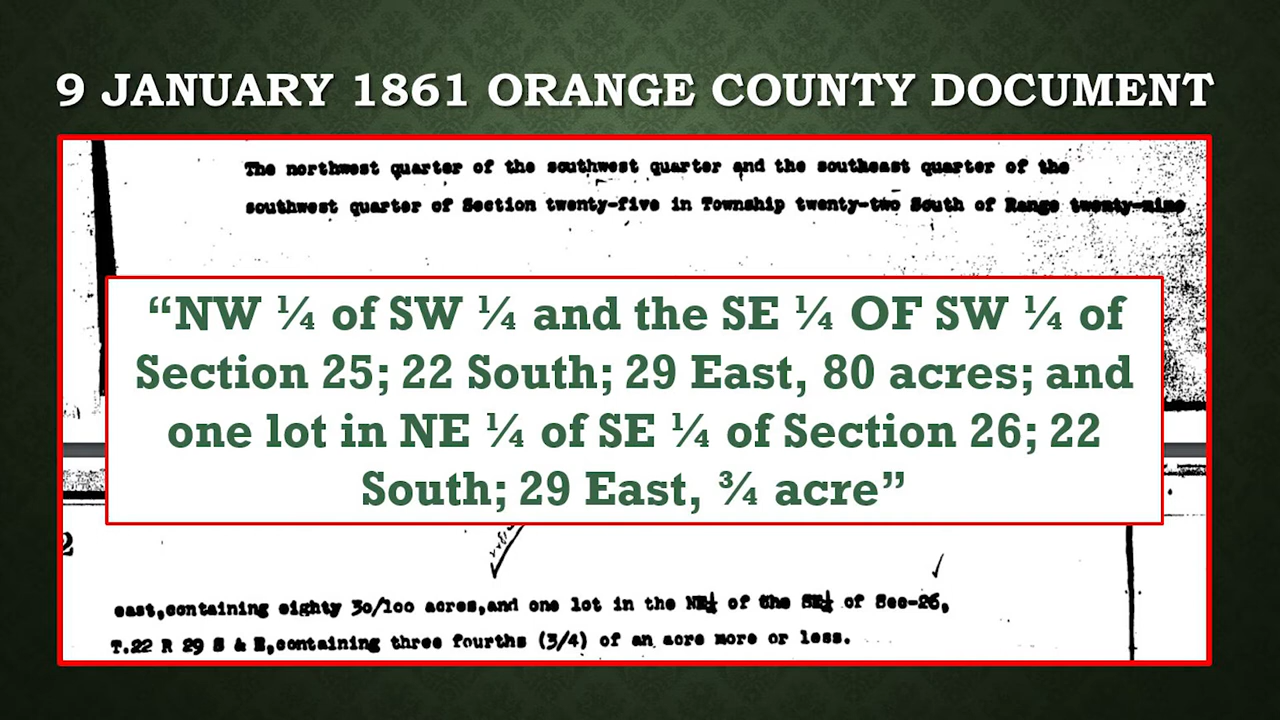 9 JANUARY 1861 ORANGE COUNTY DOCUMENT
The northwest quarter of the southwest quarter and the southeast quarter of the
southwest quarter of Section twenty-five in Township twenty-two South of Range twenty-nine
“NW ¼ of SW ¼ and the SE ¼ OF SW ¼ of
Section 25; 22 South; 29 East, 80 acres; and
one lot in NE ¼ of SE ¼ of Section 26; 22
South; 29 East, ¾ acre”
2
east,containing eighty 30/100 acres,and one lot in the NE¼ of the SE¼ of Sec-26,
T.22 R 29 S & E,containing three fourths (3/4) of an acre more or less.